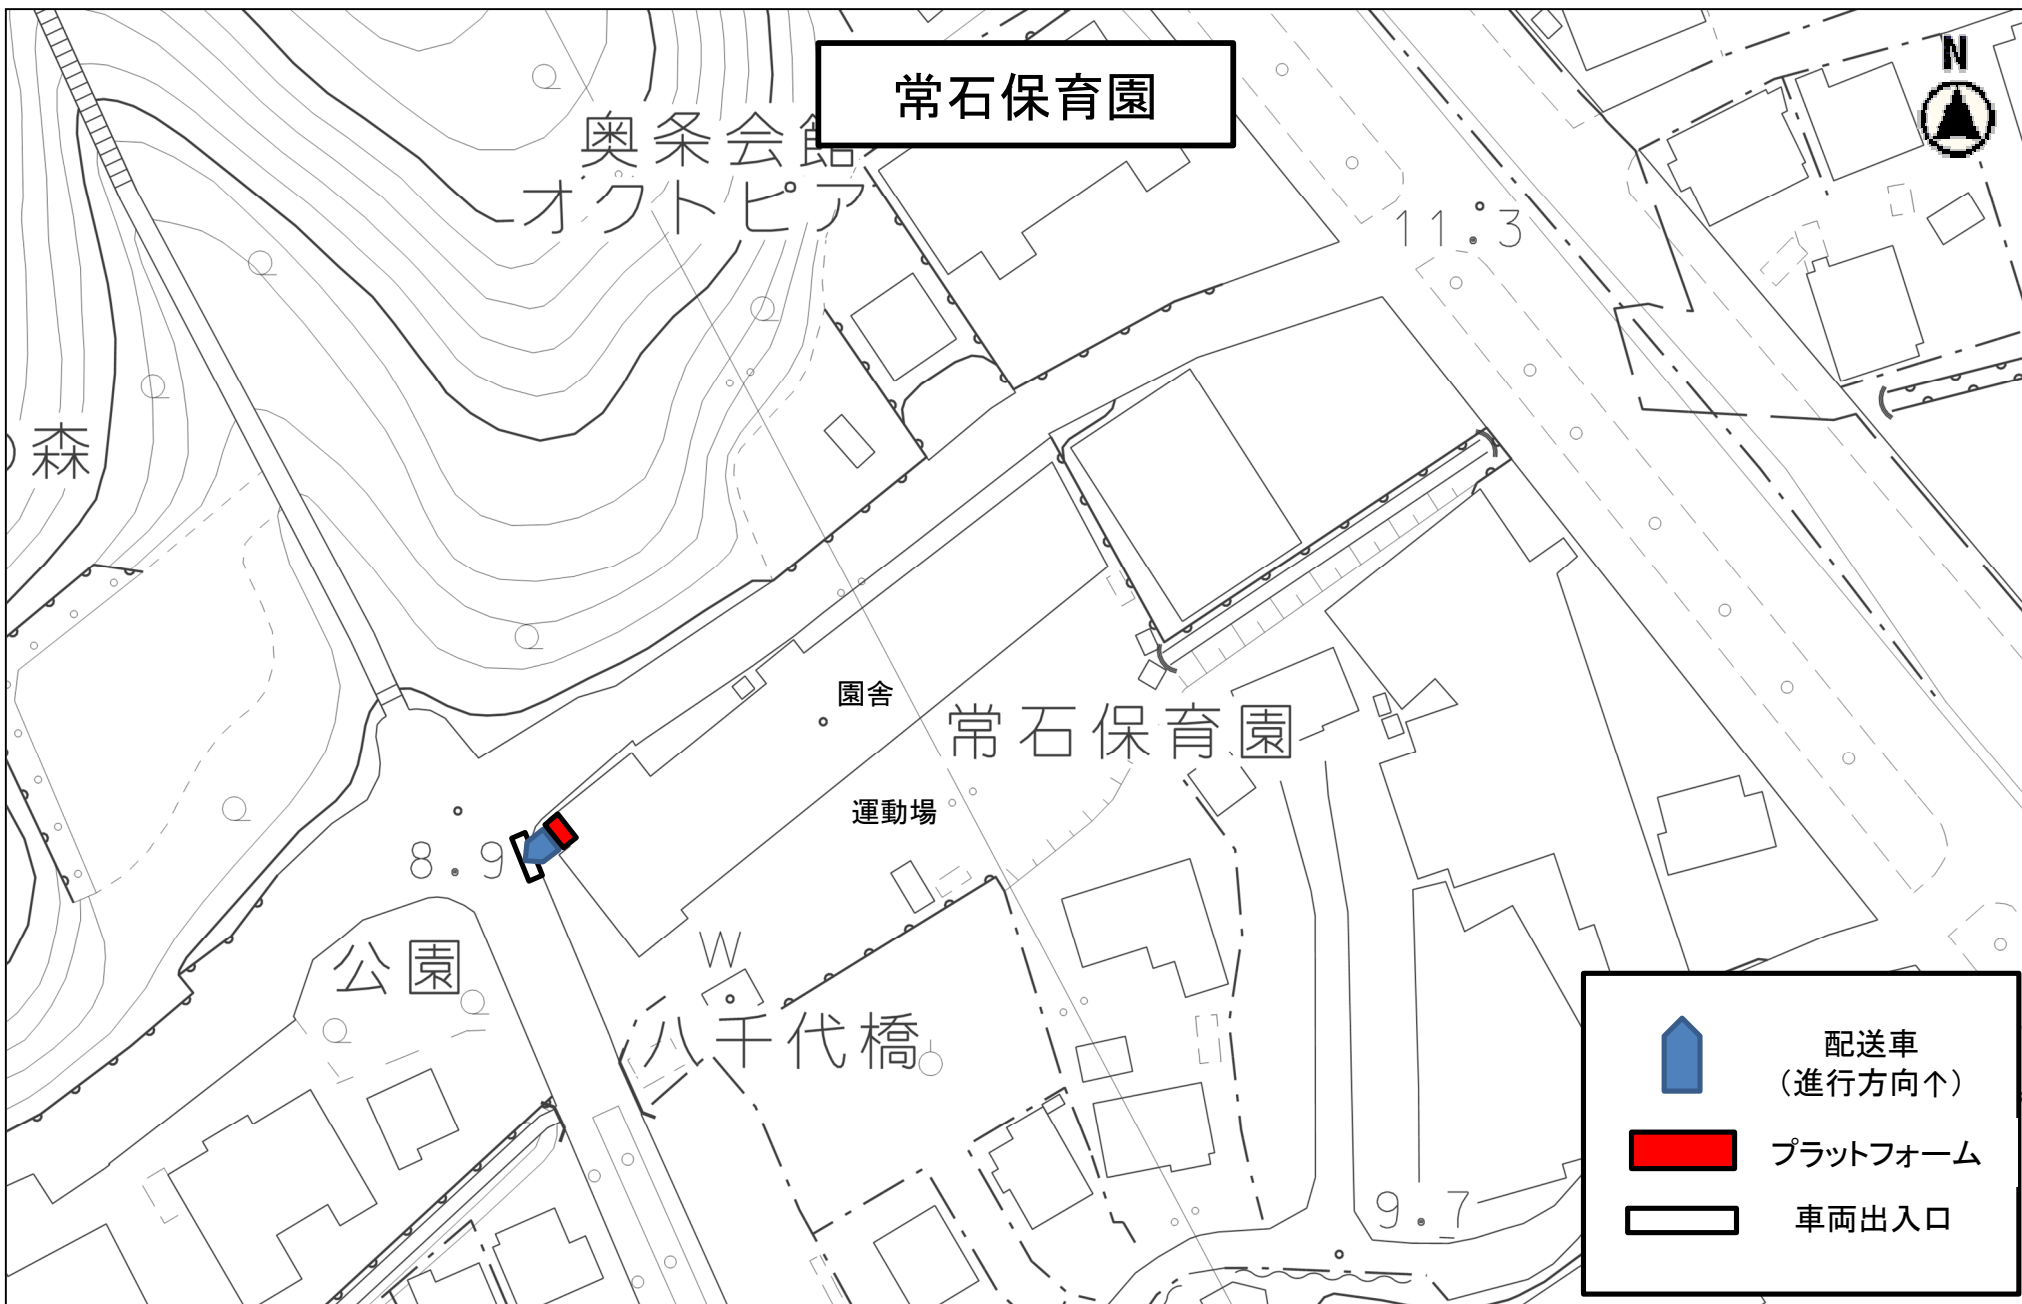 常石保育園
N
奥条会館
オクトピア
11.3
森
園舎
常石保育園
運動場
8.9
公園
W
八千代橋
9.7
配送車
(進行方向↑)
プラットフォーム
車両出入口